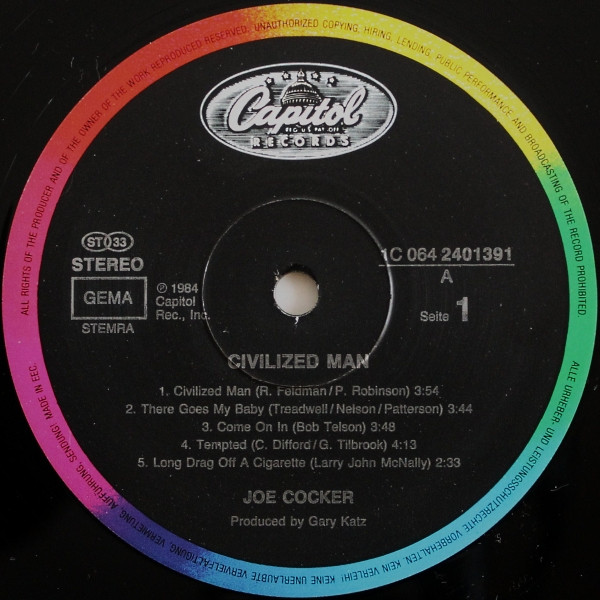 ALL RIGHTS OF THE PRODUCER AND OF THE OWNER OF THE WORK REPRODUCED RESERVED. UNAUTHORIZED COPYING, HIRING, LENDING, PUBLIC PERFORMANCE AND BROADCASTING OF THE RECORD PROHIBITED.
Capitol
REG. U.S. PAT. OFF.
RECORDS
ST 33
STEREO
GEMA
STEMRA
℗ 1984
Capitol
Rec., Inc.
1C 064 2401391
A
Seite 1
CIVILIZED MAN
1. Civilized Man (R. Feldman/P. Robinson) 3:54
2. There Goes My Baby (Treadwell/Nelson/Patterson) 3:44
3. Come On In (Bob Telson) 3:48
4. Tempted (C. Difford/G. Tilbrook) 4:13
5. Long Drag Off A Cigarette (Larry John McNally) 2:33
JOE COCKER
Produced by Gary Katz
ALLE URHEBER- UND LEISTUNGSSCHUTZRECHTE VORBEHALTEN. KEIN VERLEIH! KEINE UNERLAUBTE VERVIELFÄLTIGUNG, VERMIETUNG, AUFFÜHRUNG, SENDUNG! MADE IN EEC.